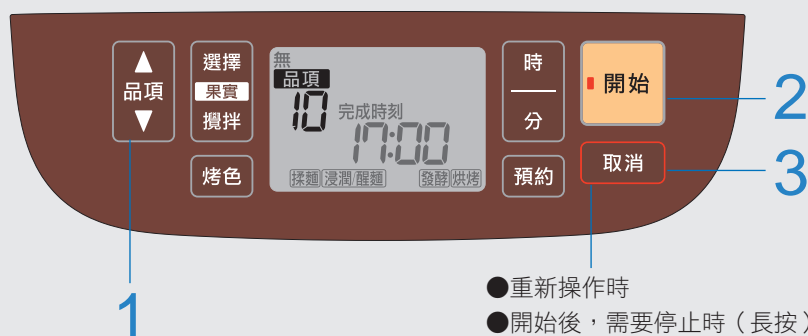 ▲
品項
▼
選擇
果實
攪拌
烤色
無
品項
10
完成時刻
17:00
揉麵 浸潤/醒麵 發酵 烘烤
時
分
預約
開始
取消
1
2
3
●重新操作時
●開始後，需要停止時（長按）